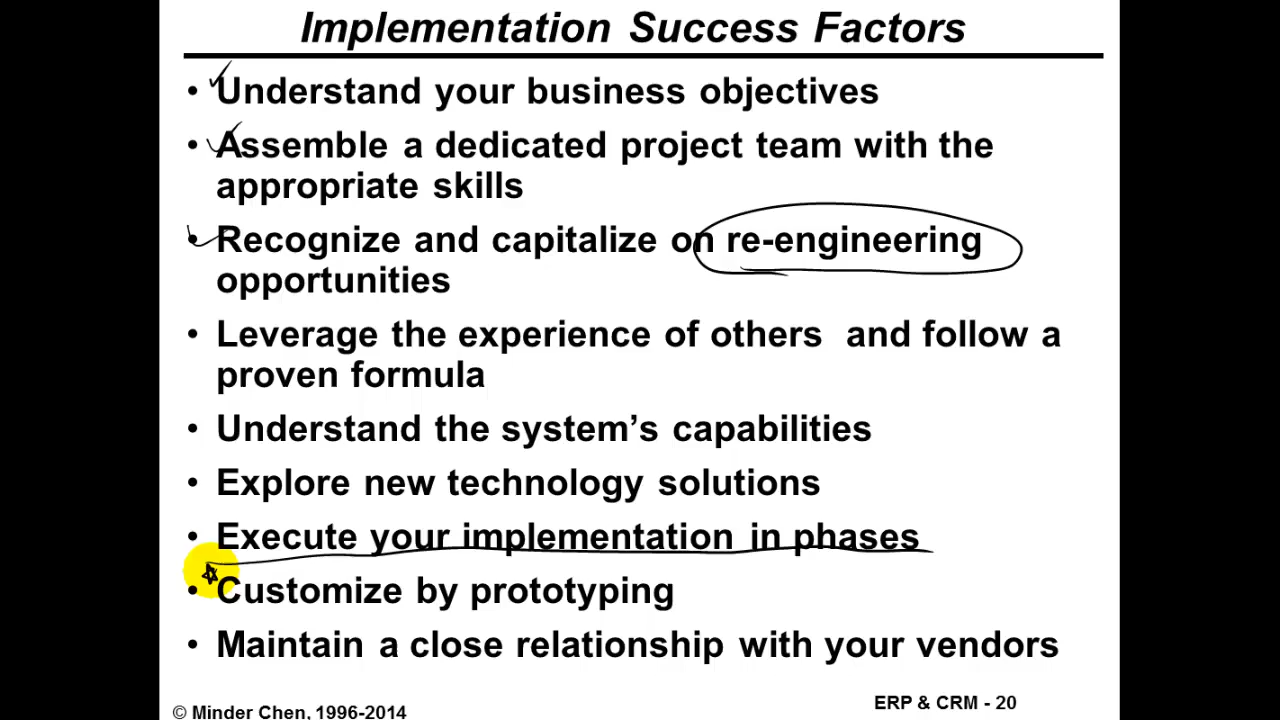 Implementation Success Factors
• Understand your business objectives
• Assemble a dedicated project team with the
appropriate skills
• Recognize and capitalize on re-engineering
opportunities
• Leverage the experience of others and follow a
proven formula
• Understand the system’s capabilities
• Explore new technology solutions
• Execute your implementation in phases
• Customize by prototyping
• Maintain a close relationship with your vendors
© Minder Chen, 1996-2014
ERP & CRM - 20